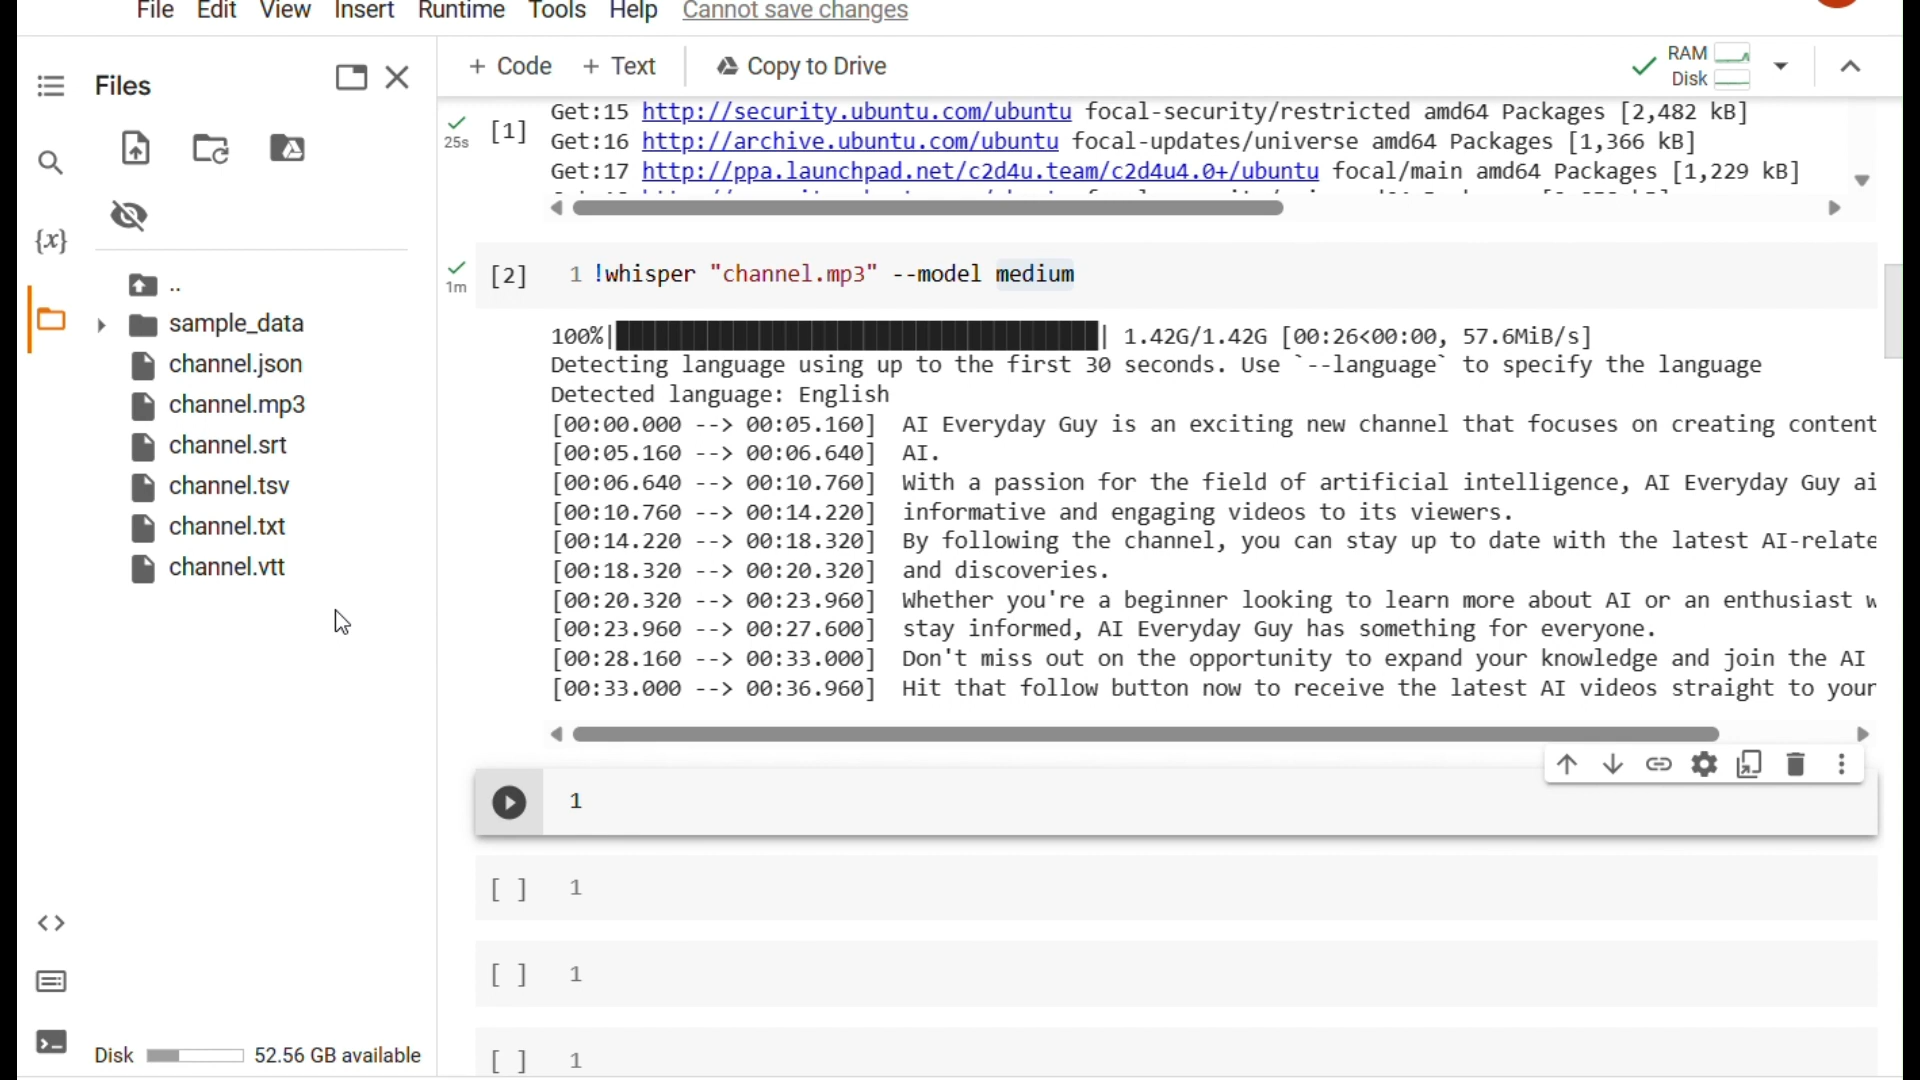 File Edit View Insert Runtime Tools Help Cannot save changes
Files
+ Code + Text Copy to Drive
RAM
Disk
Get:15 http://security.ubuntu.com/ubuntu focal-security/restricted amd64 Packages [2,482 kB]
25s [1]
Get:16 http://archive.ubuntu.com/ubuntu focal-updates/universe amd64 Packages [1,366 kB]
Get:17 http://ppa.launchpad.net/c2d4u.team/c2d4u4.0+/ubuntu focal/main amd64 Packages [1,229 kB]
{x}
..
sample_data
channel.json
channel.mp3
channel.srt
channel.tsv
channel.txt
channel.vtt
1m [2] 1 !whisper "channel.mp3" --model medium
100%| | 1.42G/1.42G [00:26<00:00, 57.6MiB/s]
Detecting language using up to the first 30 seconds. Use `--language` to specify the language
Detected language: English
[00:00.000 --> 00:05.160] AI Everyday Guy is an exciting new channel that focuses on creating content
[00:05.160 --> 00:06.640] AI.
[00:06.640 --> 00:10.760] With a passion for the field of artificial intelligence, AI Everyday Guy ai
[00:10.760 --> 00:14.220] informative and engaging videos to its viewers.
[00:14.220 --> 00:18.320] By following the channel, you can stay up to date with the latest AI-relate
[00:18.320 --> 00:20.320] and discoveries.
[00:20.320 --> 00:23.960] Whether you're a beginner looking to learn more about AI or an enthusiast w
[00:23.960 --> 00:27.600] stay informed, AI Everyday Guy has something for everyone.
[00:28.160 --> 00:33.000] Don't miss out on the opportunity to expand your knowledge and join the AI
[00:33.000 --> 00:36.960] Hit that follow button now to receive the latest AI videos straight to your
1
[ ] 1
[ ] 1
[ ] 1
Disk 52.56 GB available